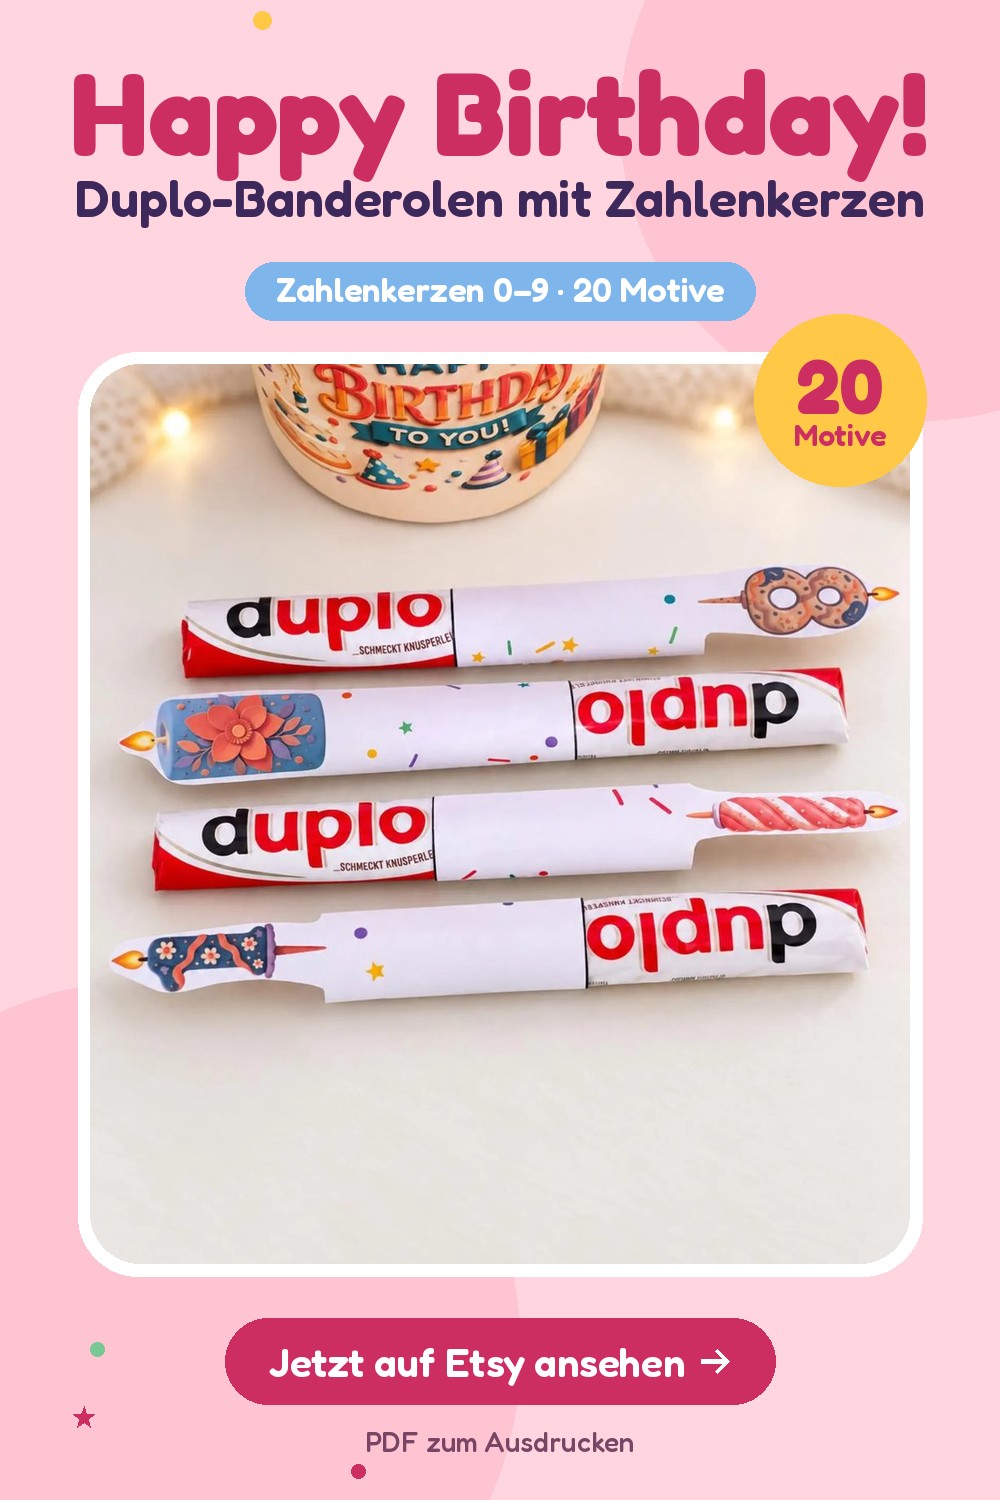 Happy Birthday!
Duplo-Banderolen mit Zahlenkerzen
Zahlenkerzen 0–9 · 20 Motive
20
Motive
BIRTHDAY
TO YOU!
8
duplo
...SCHMECKT KNUSPERLE
duplo
duplo
...SCHMECKT KNUSPERLE
duplo
Jetzt auf Etsy ansehen →
PDF zum Ausdrucken